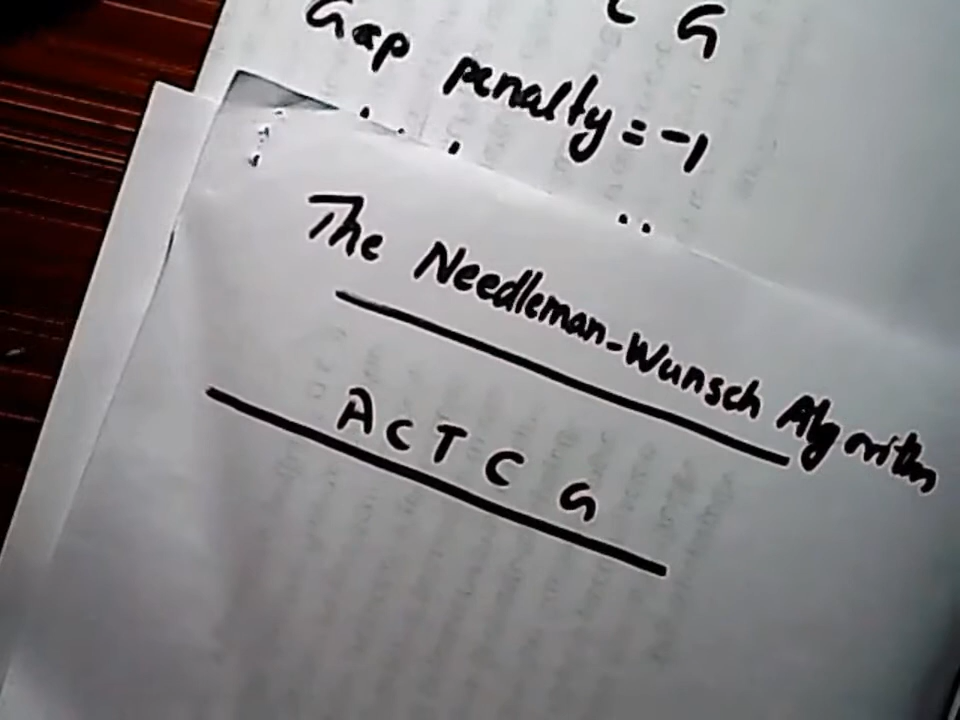 C G
Gap penalty = -1
The Needleman-Wunsch Algorithm
A C T C G